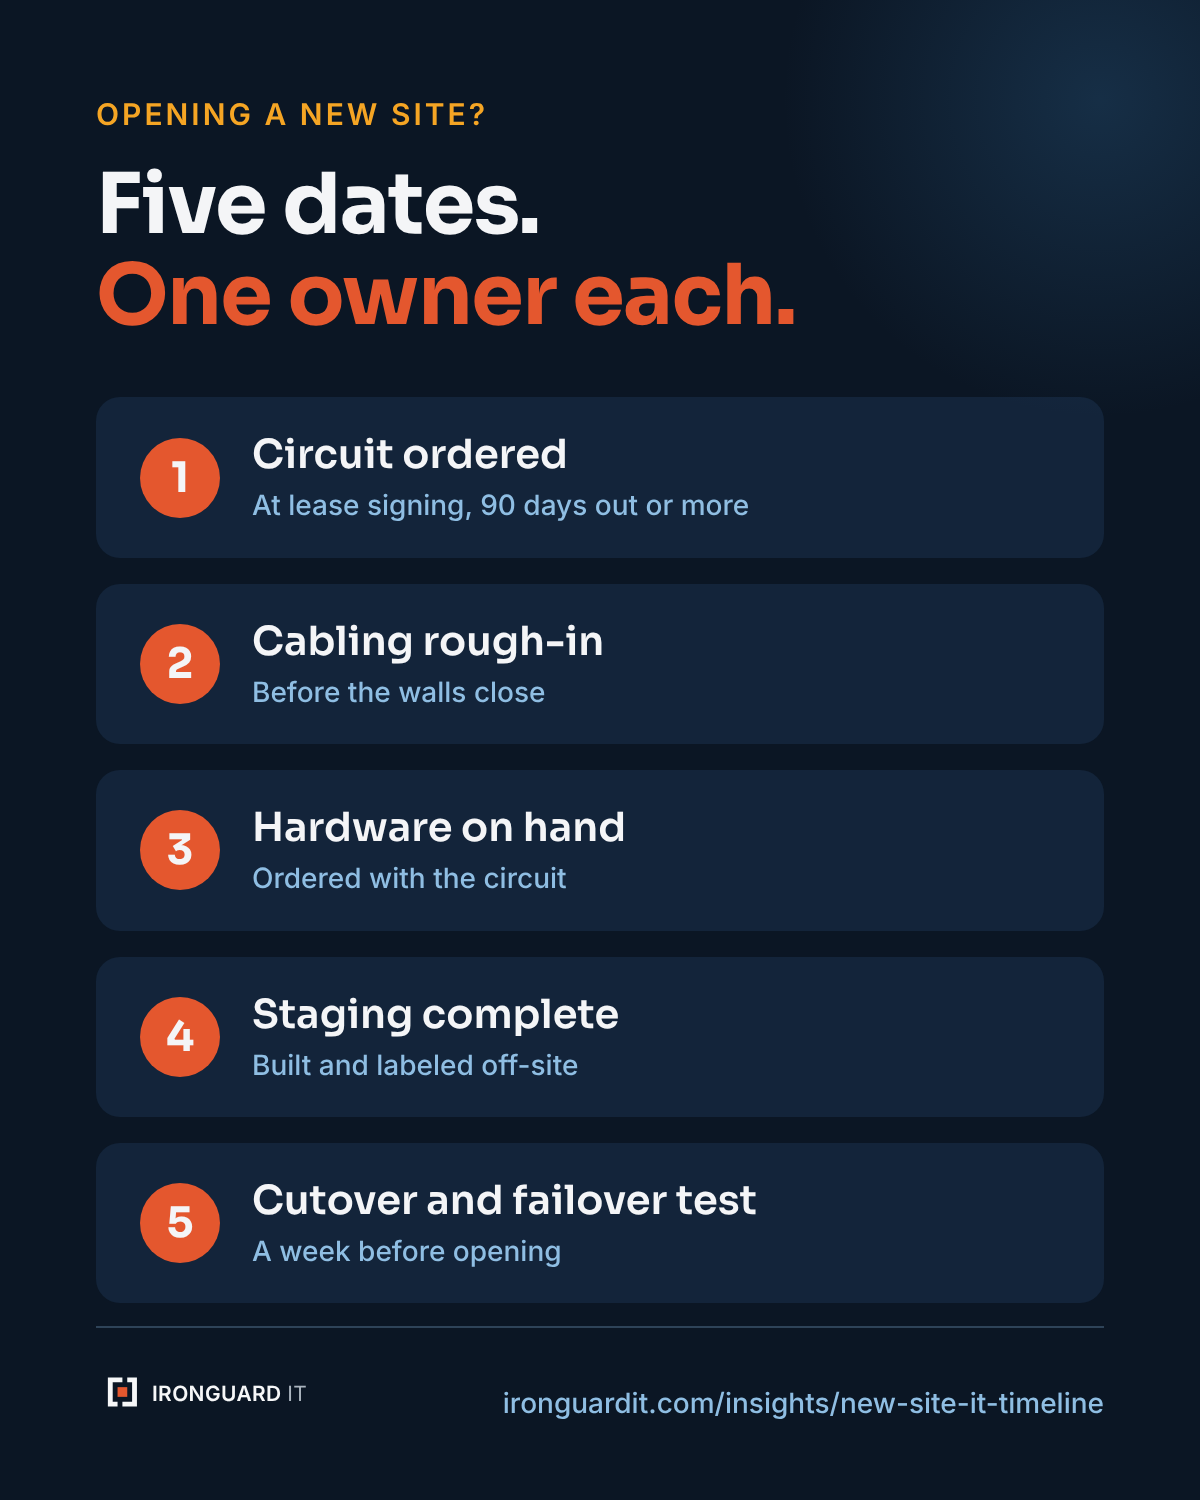 OPENING A NEW SITE?
Five dates.
One owner each.
1
Circuit ordered
At lease signing, 90 days out or more
2
Cabling rough-in
Before the walls close
3
Hardware on hand
Ordered with the circuit
4
Staging complete
Built and labeled off-site
5
Cutover and failover test
A week before opening
IRONGUARD IT
ironguardit.com/insights/new-site-it-timeline